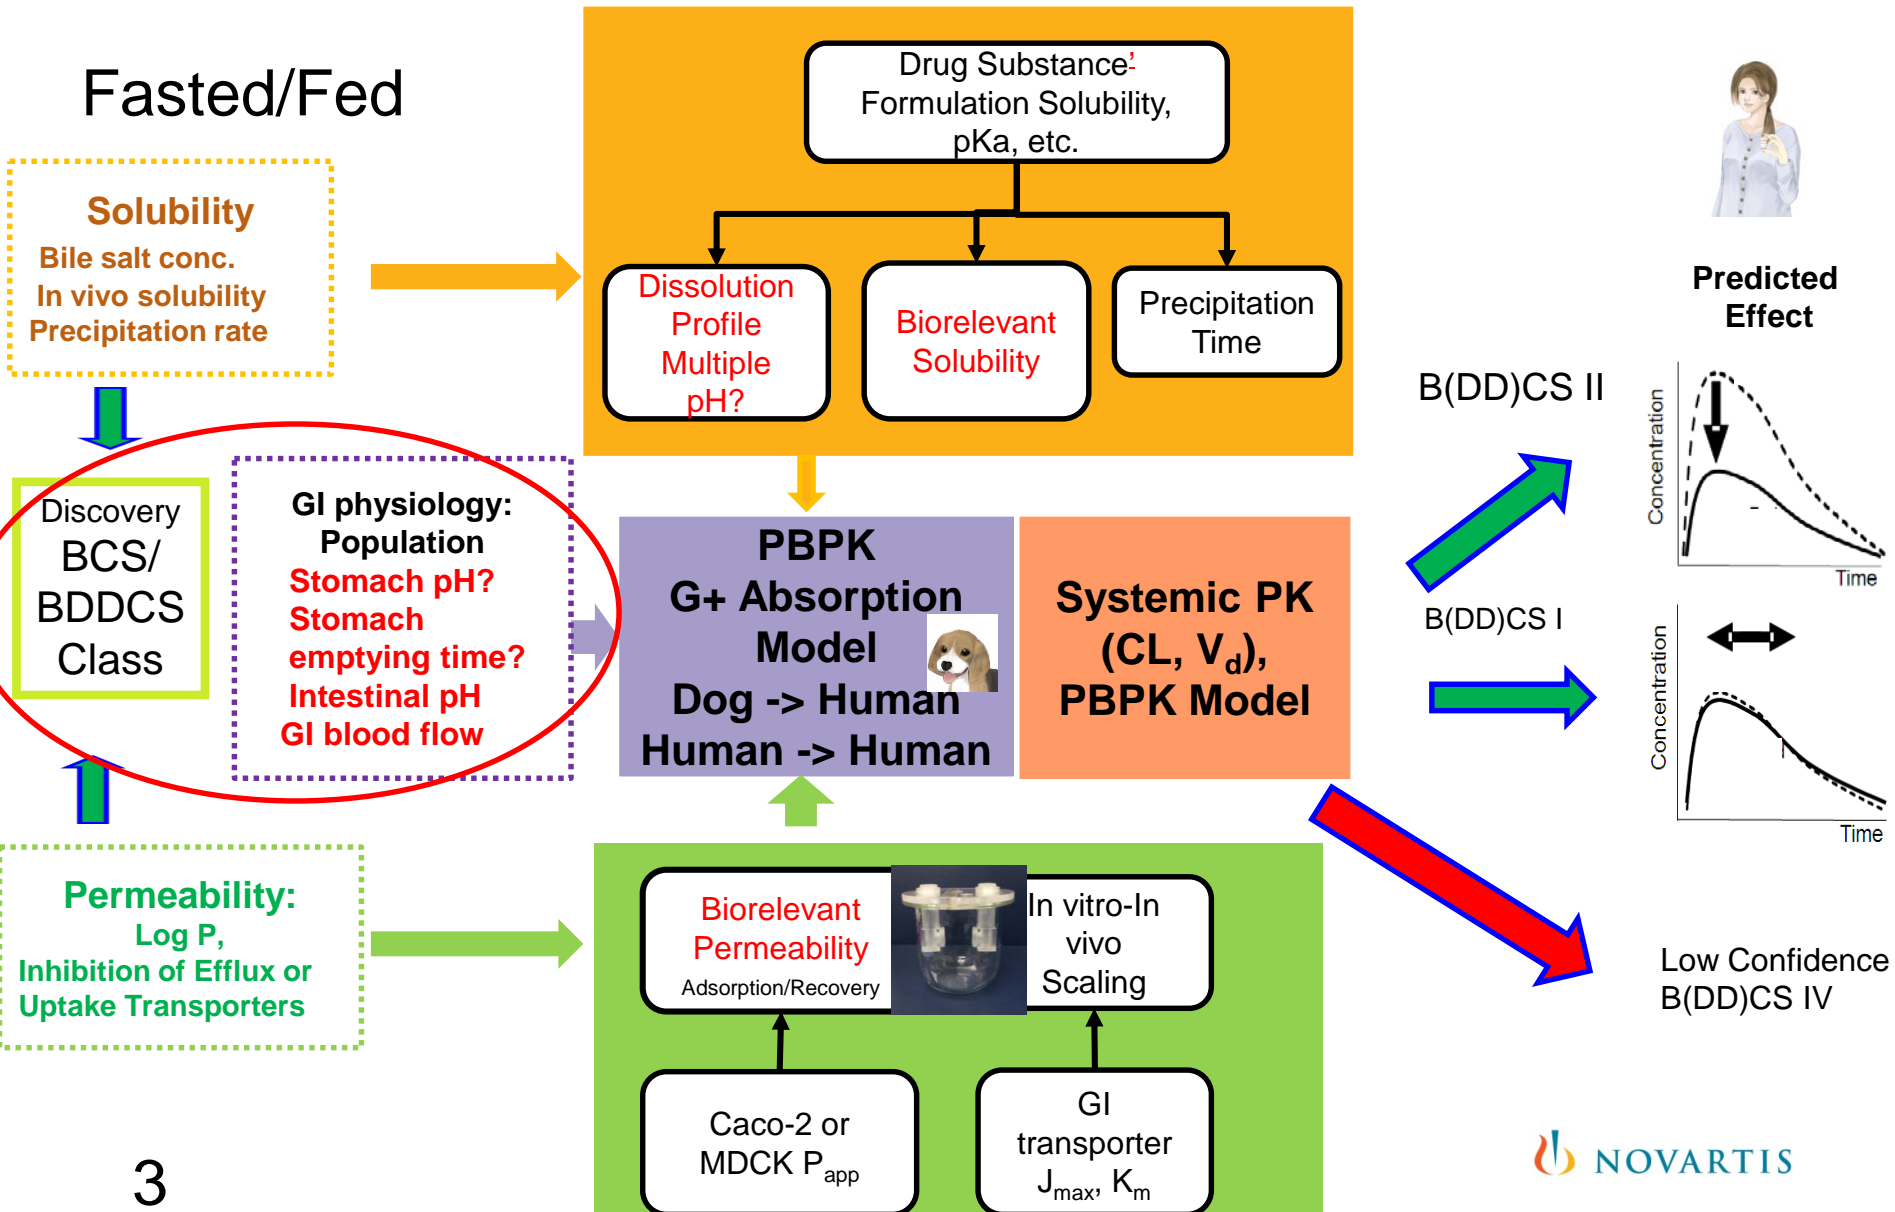 Fasted/Fed
Solubility
Bile salt conc.
In vivo solubility
Precipitation rate
Drug Substance'
Formulation Solubility,
pKa, etc.
Dissolution
Profile
Multiple
pH?
Biorelevant
Solubility
Precipitation
Time
Discovery
BCS/
BDDCS
Class
GI physiology:
Population
Stomach pH?
Stomach
emptying time?
Intestinal pH
GI blood flow
PBPK
G+ Absorption
Model
Dog -> Human
Human -> Human
Systemic PK
(CL, Vd),
PBPK Model
Permeability:
Log P,
Inhibition of Efflux or
Uptake Transporters
Biorelevant
Permeability
Adsorption/Recovery
In vitro-In
vivo
Scaling
Caco-2 or
MDCK Papp
GI
transporter
Jmax, Km
Predicted
Effect
B(DD)CS II
Concentration
Time
B(DD)CS I
Concentration
Time
Low Confidence
B(DD)CS IV
3
NOVARTIS